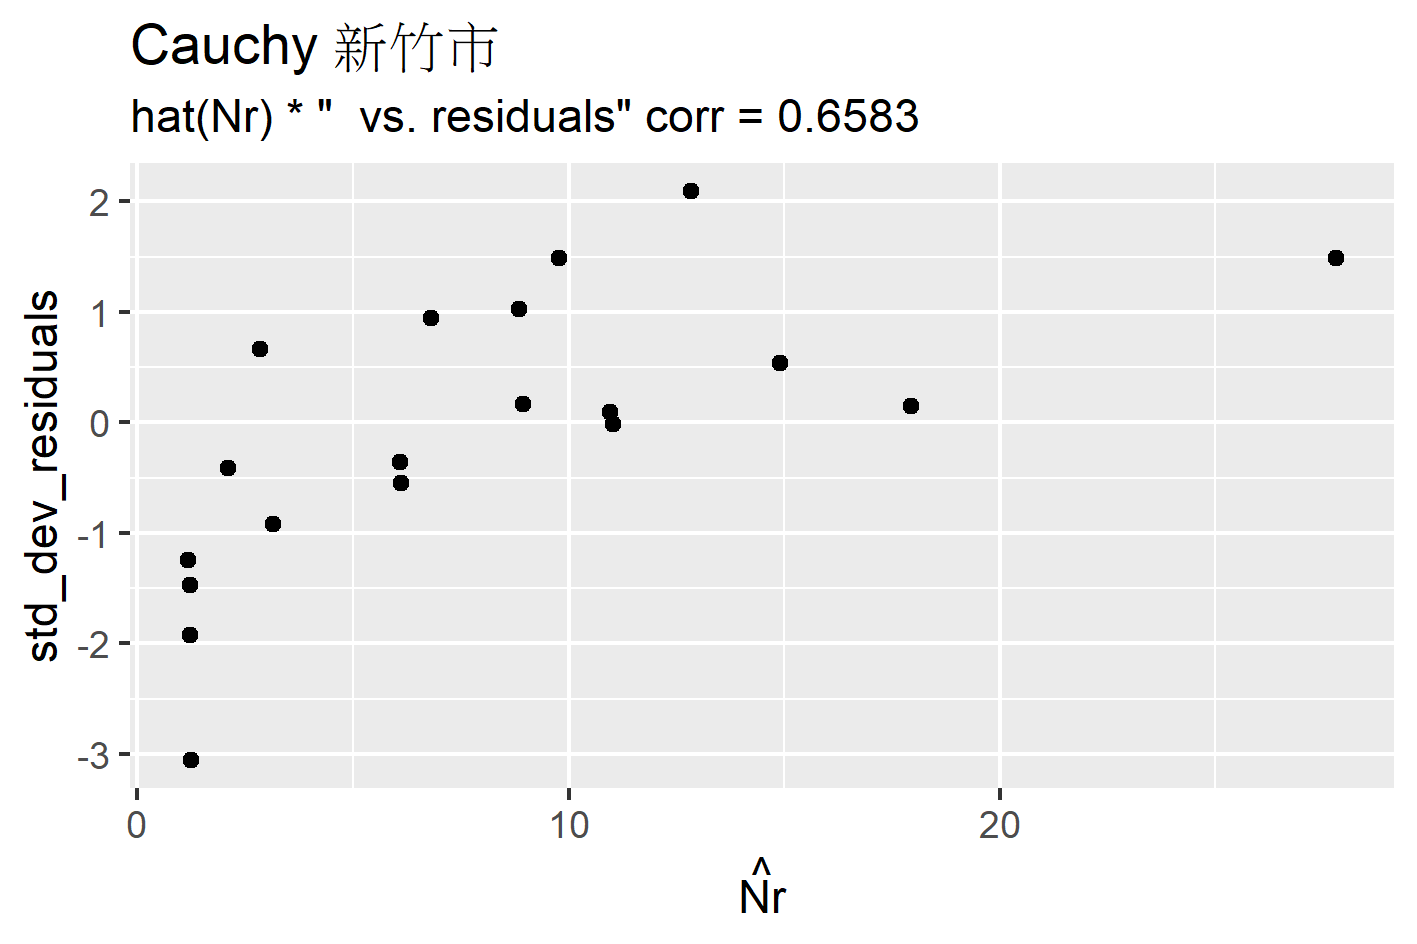 Cauchy 新竹市
hat(Nr) * "  vs. residuals" corr = 0.6583
std_dev_residuals
2
1
0
-1
-2
-3
0
10
20
N̂r